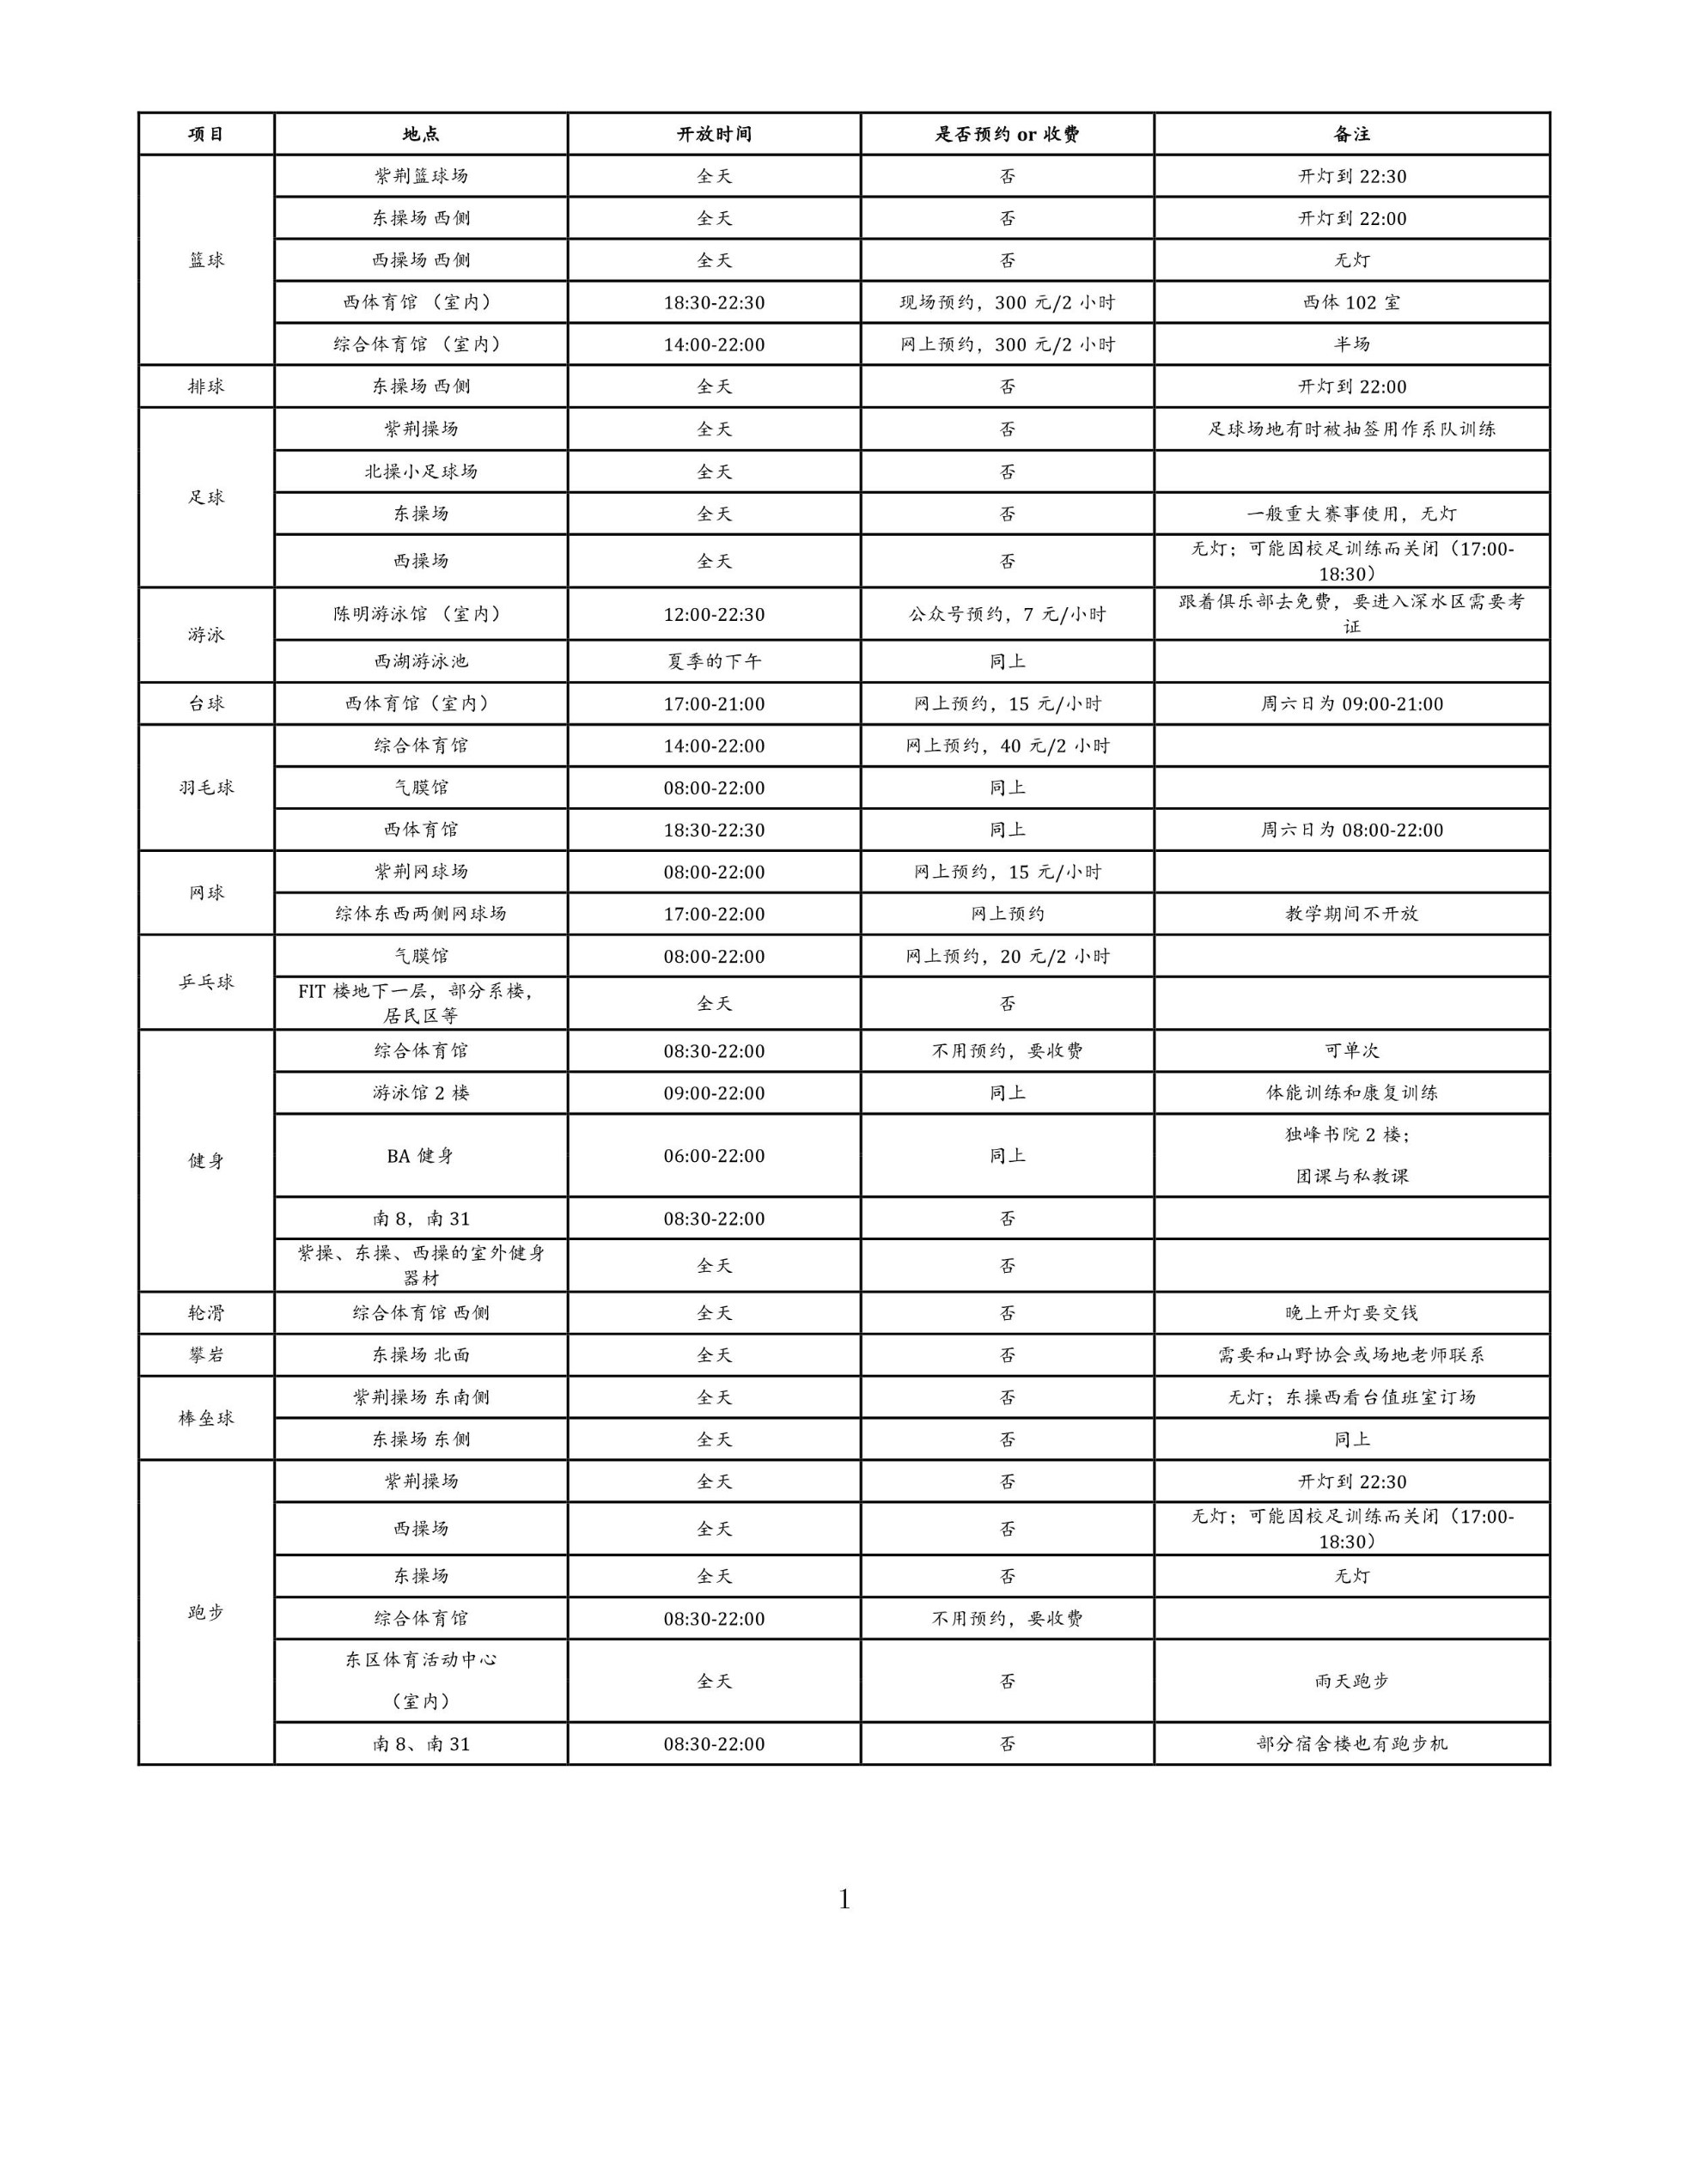 项目 地点 开放时间 是否预约 or 收费 备注
篮球 紫荆篮球场 全天 否 开灯到 22:30
东操场 西侧 全天 否 开灯到 22:00
西操场 西侧 全天 否 无灯
西体育馆（室内） 18:30-22:30 现场预约，300 元/2 小时 西体 102 室
综合体育馆（室内） 14:00-22:00 网上预约，300 元/2 小时 半场
排球 东操场 西侧 全天 否 开灯到 22:00
足球 紫荆操场 全天 否 足球场地有时被抽签用作系队训练
北操小足球场 全天 否
东操场 全天 否 一般重大赛事使用，无灯
西操场 全天 否 无灯；可能因校足训练而关闭（17:00-
18:30）
游泳 陈明游泳馆（室内） 12:00-22:30 公众号预约，7 元/小时 跟着俱乐部去免费，要进入深水区需要考
证
西湖游泳池 夏季的下午 同上
台球 西体育馆（室内） 17:00-21:00 网上预约，15 元/小时 周六日为 09:00-21:00
羽毛球 综合体育馆 14:00-22:00 网上预约，40 元/2 小时
气膜馆 08:00-22:00 同上
西体育馆 18:30-22:30 同上 周六日为 08:00-22:00
网球 紫荆网球场 08:00-22:00 网上预约，15 元/小时
综体东西两侧网球场 17:00-22:00 网上预约 教学期间不开放
乒乓球 气膜馆 08:00-22:00 网上预约，20 元/2 小时
FIT 楼地下一层，部分系楼，
居民区等 全天 否
健身 综合体育馆 08:30-22:00 不用预约，要收费 可单次
游泳馆 2 楼 09:00-22:00 同上 体能训练和康复训练
BA 健身 06:00-22:00 同上 独峰书院 2 楼；
团课与私教课
南 8，南 31 08:30-22:00 否
紫操、东操、西操的室外健身
器材 全天 否
轮滑 综合体育馆 西侧 全天 否 晚上开灯要交钱
攀岩 东操场 北面 全天 否 需要和山野协会或场地老师联系
棒垒球 紫荆操场 东南侧 全天 否 无灯；东操西看台值班室订场
东操场 东侧 全天 否 同上
跑步 紫荆操场 全天 否 开灯到 22:30
西操场 全天 否 无灯；可能因校足训练而关闭（17:00-
18:30）
东操场 全天 否 无灯
综合体育馆 08:30-22:00 不用预约，要收费
东区体育活动中心
（室内） 全天 否 雨天跑步
南 8、南 31 08:30-22:00 否 部分宿舍楼也有跑步机
1